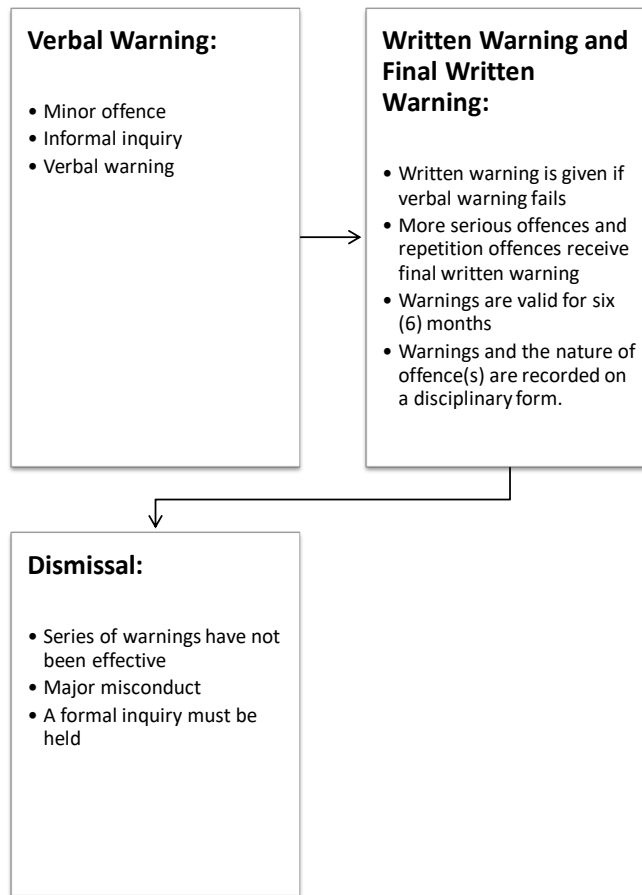 Verbal Warning:
• Minor offence
• Informal inquiry
• Verbal warning
Written Warning and
Final Written
Warning:
• Written warning is given if
verbal warning fails
• More serious offences and
repetition offences receive
final written warning
• Warnings are valid for six
(6) months
• Warnings and the nature of
offence(s) are recorded on
a disciplinary form.
Dismissal:
• Series of warnings have not
been effective
• Major misconduct
• A formal inquiry must be
held